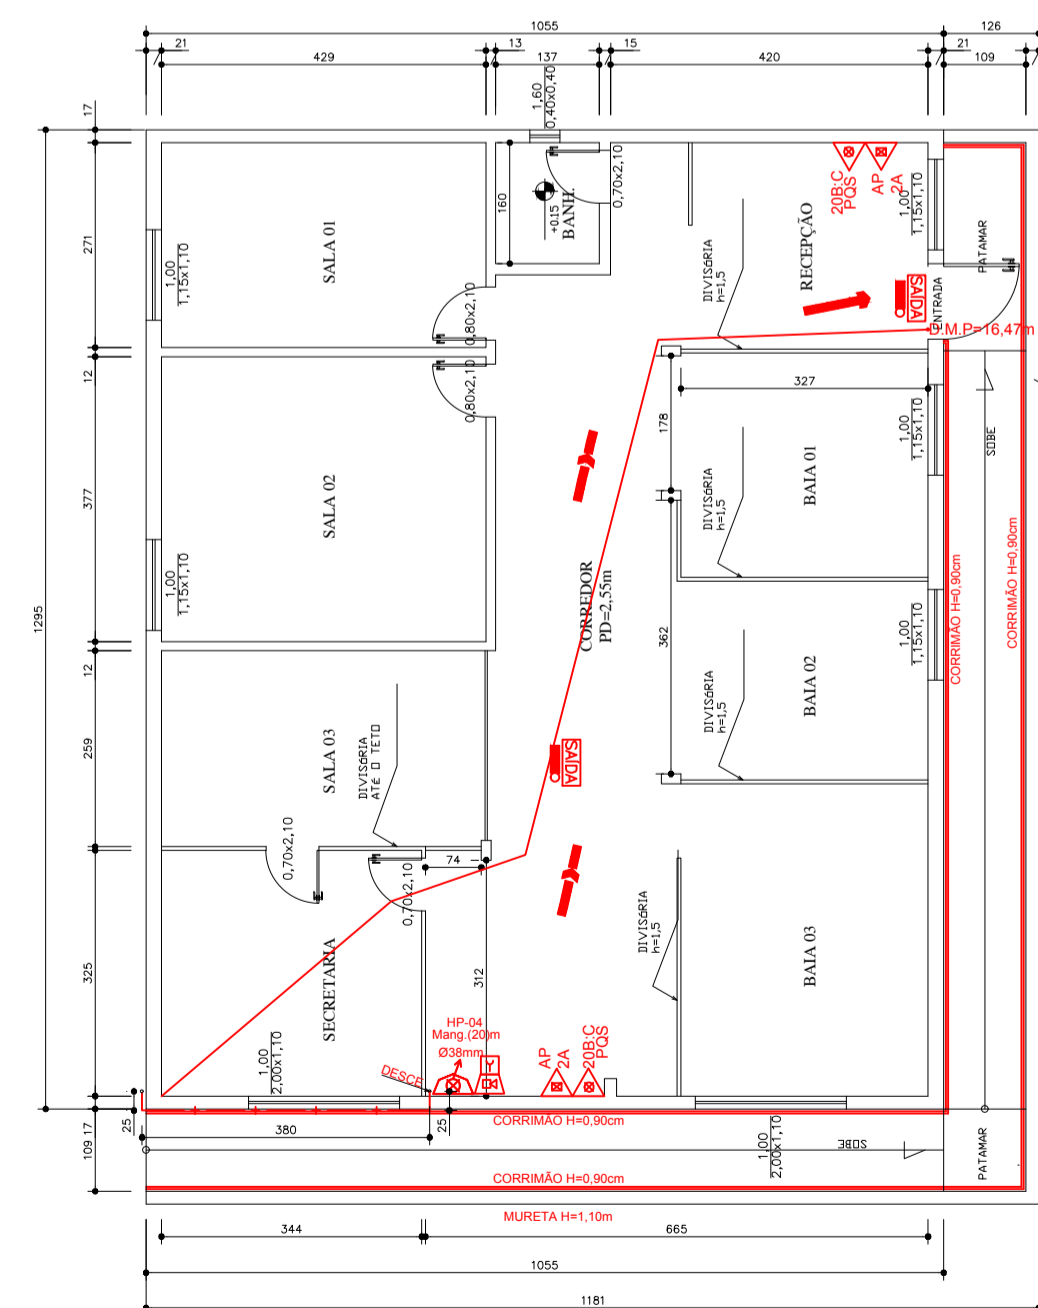 1055
126
21
429
13
137
15
420
21
109
17
1,60
0,40x0,40
0,70x2,10
160
+0.15
BANH.
20B:C
PQS
AP
2A
1,00
1,15x1,10
PATAMAR
271
1,00
1,15x1,10
SALA 01
DIVISÓRIA
h=1,5
RECEPÇÃO
SAÍDA
ENTRADA
0,80x2,10
D.M.P=16,47m
12
0,80x2,10
327
178
1,00
1,15x1,10
SOBE
377
SALA 02
DIVISÓRIA
h=1,5
BAIA 01
1,00
1,15x1,10
CORRIMÃO H=0,90cm
CORRIMÃO H=0,90cm
1295
CORREDOR
PD=2,55m
362
1,00
1,15x1,10
12
DIVISÓRIA
h=1,5
BAIA 02
259
SALA 03
DIVISÓRIA
ATÉ O TETO
SAÍDA
0,70x2,10
0,70x2,10
74
325
SECRETARIA
312
DIVISÓRIA
h=1,5
BAIA 03
HP-04
Mang.(20)m
Ø38mm
1,00
2,00x1,10
DESCE
AP
2A
20B:C
PQS
25
380
25
CORRIMÃO H=0,90cm
17
109
1,00
2,00x1,10
SOBE
PATAMAR
CORRIMÃO H=0,90cm
MURETA H=1,10m
344
665
1055
1181